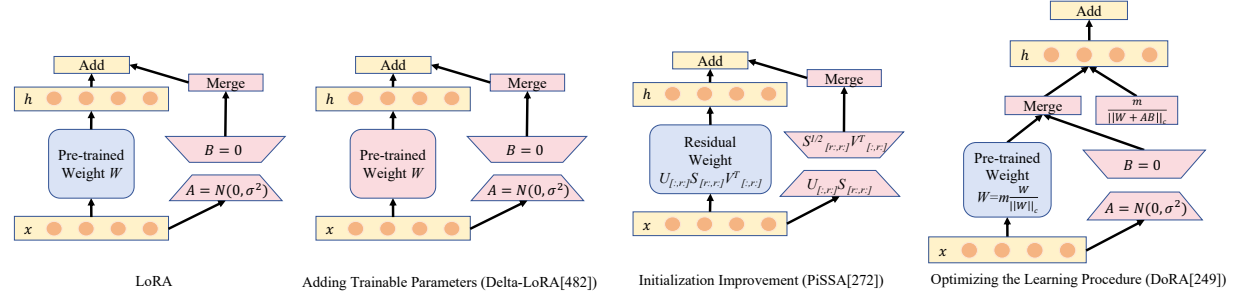 Add
Merge
h
Pre-trained
Weight W
B = 0
A = N(0, σ²)
x
LoRA
Add
Merge
h
Pre-trained
Weight W
B = 0
A = N(0, σ²)
x
Adding Trainable Parameters (Delta-LoRA[482])
Add
Merge
h
Residual
Weight
U[:,r:]S[r:,r:]V^T[:,r:]
S^1/2[r:,r:]V^T[:,r:]
U[:,r:]S[r:,r:]
x
Initialization Improvement (PiSSA[272])
Add
h
Merge
m
||W + AB||c
Pre-trained
Weight
W=m W/||W||c
B = 0
A = N(0, σ²)
x
Optimizing the Learning Procedure (DoRA[249])